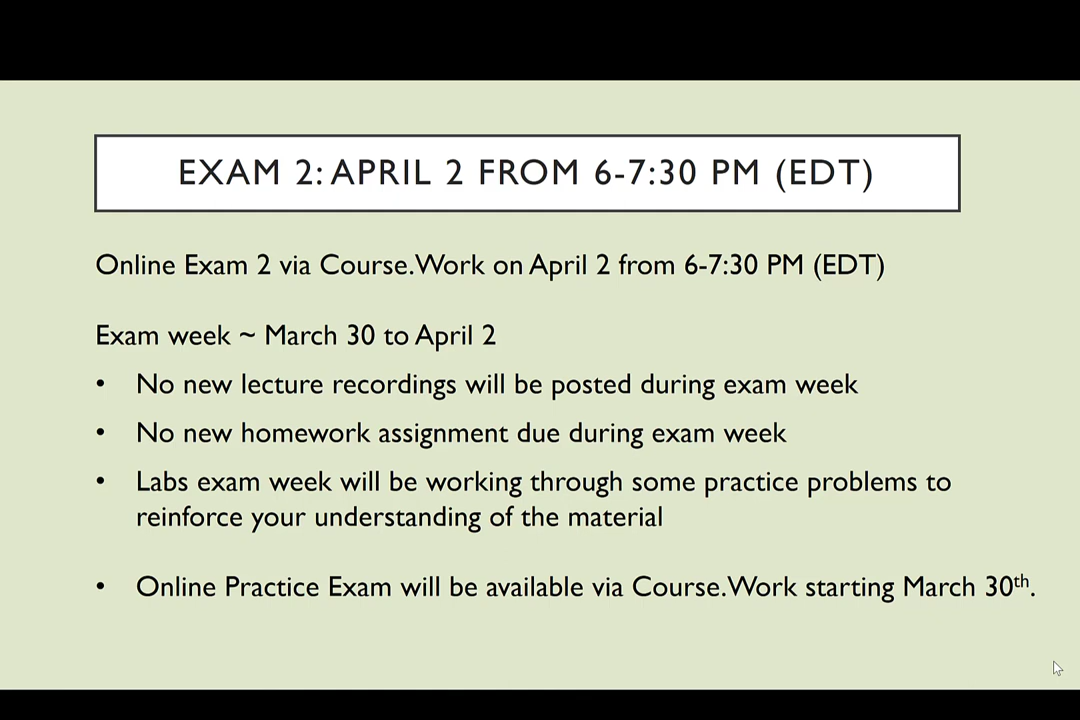 EXAM 2: APRIL 2 FROM 6-7:30 PM (EDT)
Online Exam 2 via Course.Work on April 2 from 6-7:30 PM (EDT)
Exam week ~ March 30 to April 2
• No new lecture recordings will be posted during exam week
• No new homework assignment due during exam week
• Labs exam week will be working through some practice problems to
reinforce your understanding of the material
• Online Practice Exam will be available via Course.Work starting March 30th.